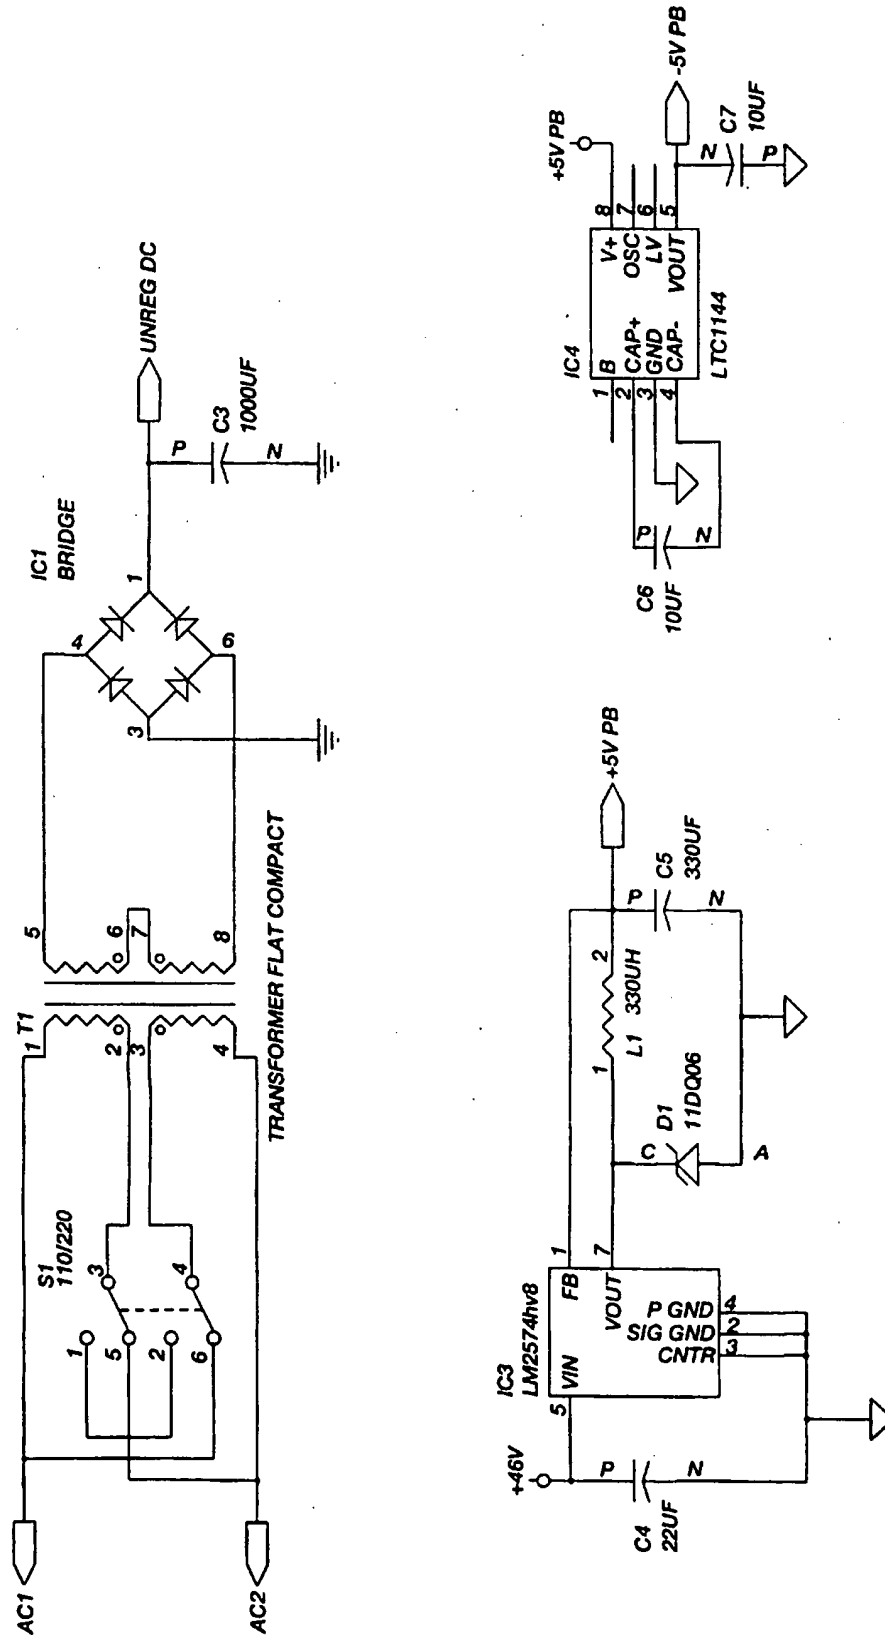 AC1
AC2
S1
110/220
1
5
2
6
3
4
T1
1
2
3
4
5
6
7
8
TRANSFORMER FLAT COMPACT
IC1
BRIDGE
4
1
3
6
UNREG DC
P
C3
1000UF
N
+46V
P
C4
22UF
N
IC3
LM2574hv8
5
VIN
FB
VOUT
P GND
SIG GND
CNTR
1
7
4
2
3
C
D1
11DQ06
A
1
L1
330UH
2
P
C5
330UF
N
+5V PB
C6
10UF
P
N
IC4
1
2
3
4
B
CAP+
GND
CAP-
V+
OSC
LV
VOUT
8
7
6
5
LTC1144
+5V PB
-5V PB
N
C7
10UF
P